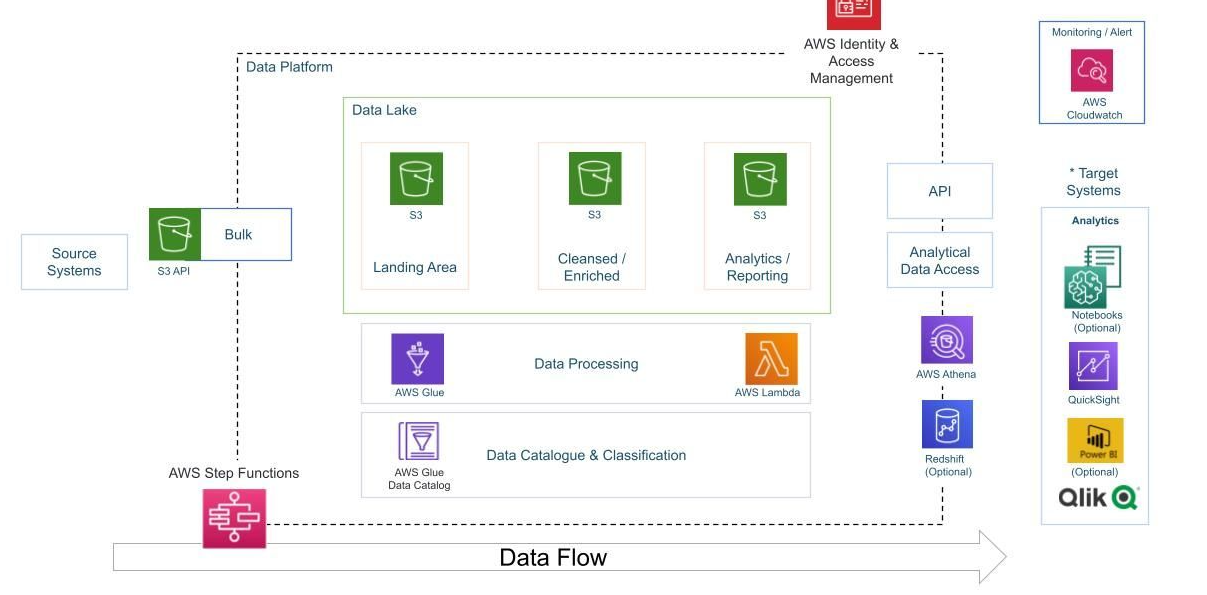 AWS Identity &
Access
Management
Monitoring / Alert
AWS
Cloudwatch
Data Platform
Data Lake
S3
Landing Area
S3
Cleansed /
Enriched
S3
Analytics /
Reporting
API
Analytical
Data Access
* Target
Systems
Analytics
Source
Systems
Bulk
S3 API
Notebooks
(Optional)
AWS Glue
Data Processing
AWS Lambda
AWS Athena
QuickSight
AWS Glue
Data Catalog
Data Catalogue & Classification
Redshift
(Optional)
Power BI
(Optional)
Qlik
AWS Step Functions
Data Flow